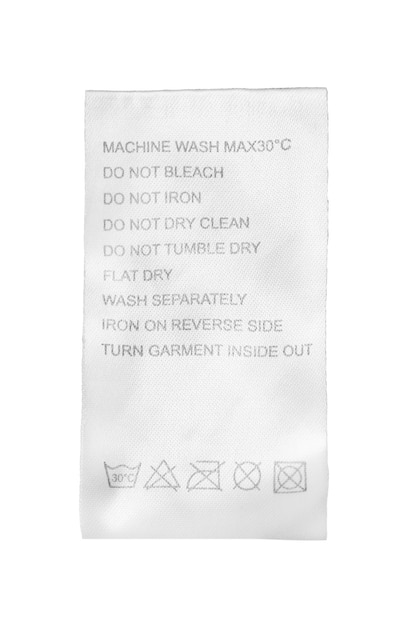 MACHINE WASH MAX30°C
DO NOT BLEACH
DO NOT IRON
DO NOT DRY CLEAN
DO NOT TUMBLE DRY
FLAT DRY
WASH SEPARATELY
IRON ON REVERSE SIDE
TURN GARMENT INSIDE OUT
30°C